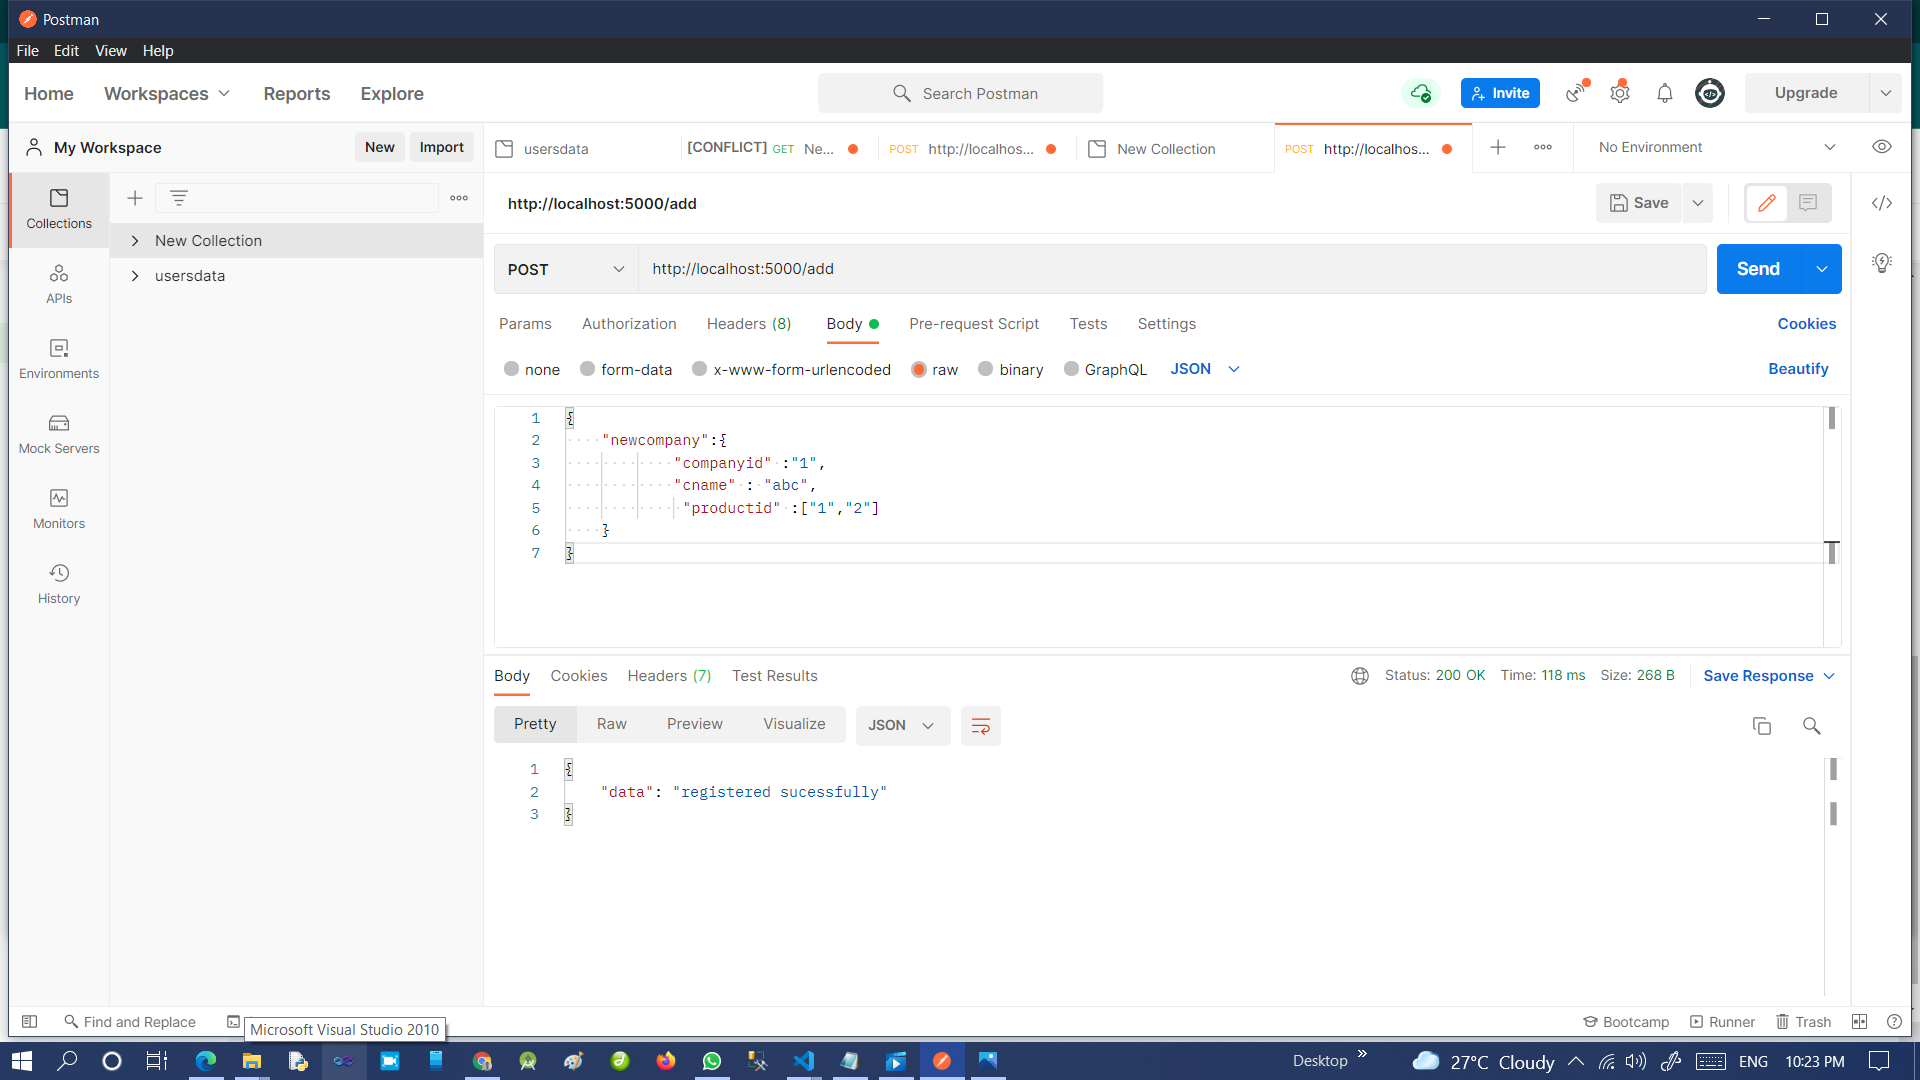 Postman
File Edit View Help
Home Workspaces Reports Explore Search Postman Invite Upgrade
My Workspace New Import usersdata [CONFLICT] GET Ne... POST http://localhos... New Collection POST http://localhos... No Environment
http://localhost:5000/add Save
Collections
New Collection
usersdata
APIs
Environments
Mock Servers
Monitors
History
POST http://localhost:5000/add Send
Params Authorization Headers (8) Body Pre-request Script Tests Settings Cookies
none form-data x-www-form-urlencoded raw binary GraphQL JSON Beautify
1 {
2 "newcompany":{
3 "companyid" :"1",
4 "cname" : "abc",
5 "productid" :["1","2"]
6 }
7 }
Body Cookies Headers (7) Test Results Status: 200 OK Time: 118 ms Size: 268 B Save Response
Pretty Raw Preview Visualize JSON
1 {
2 "data": "registered sucessfully"
3 }
Find and Replace Bootcamp Runner Trash
Microsoft Visual Studio 2010
Desktop 27°C Cloudy ENG 10:23 PM